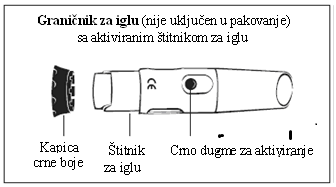 Graničnik za iglu (nije uključen u pakovanje)
sa aktiviranim štitnikom za iglu
CE
Kapica
crne boje
Štitnik
za iglu
Crno dugme za aktiviranje